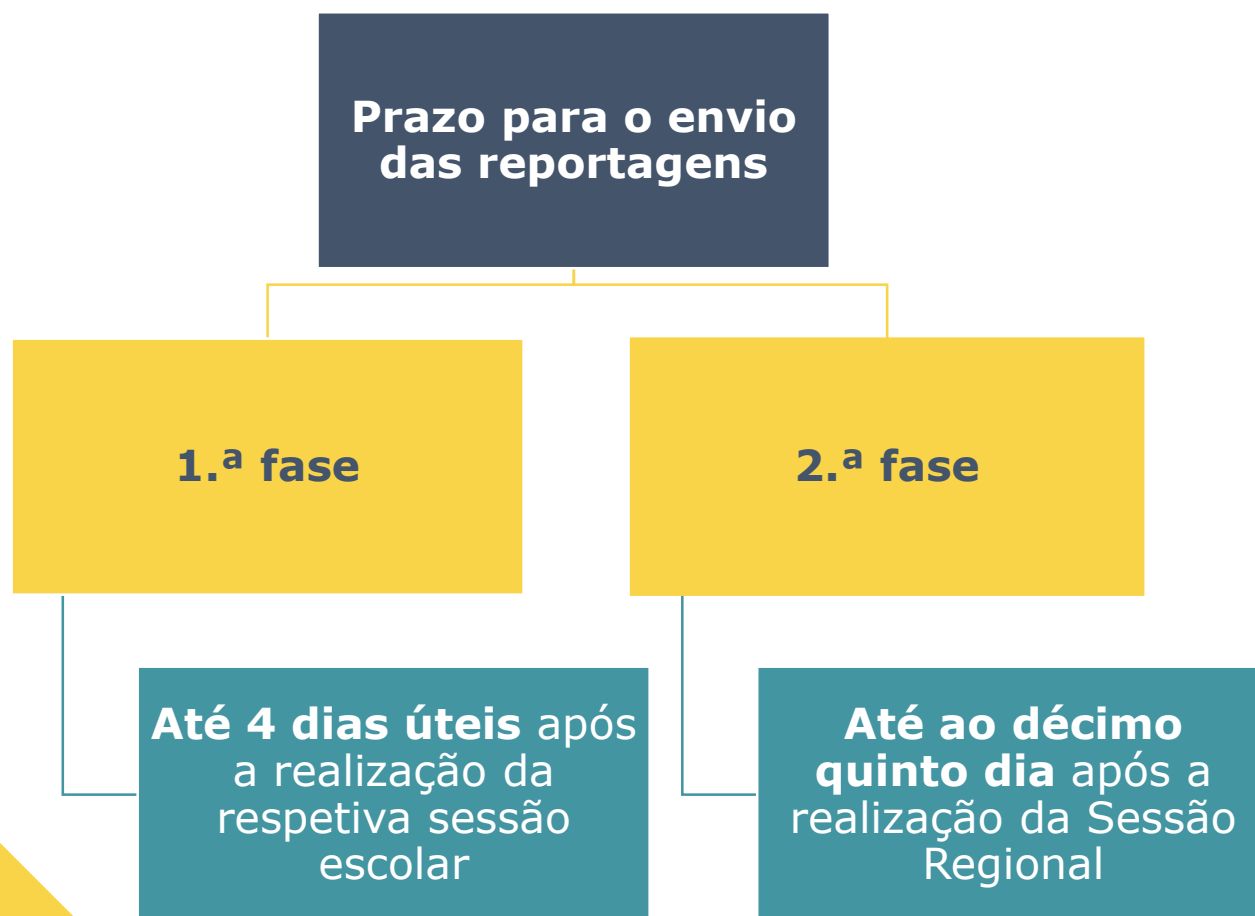 Prazo para o envio
das reportagens
1.ª fase
2.ª fase
Até 4 dias úteis após
a realização da
respetiva sessão
escolar
Até ao décimo
quinto dia após a
realização da Sessão
Regional